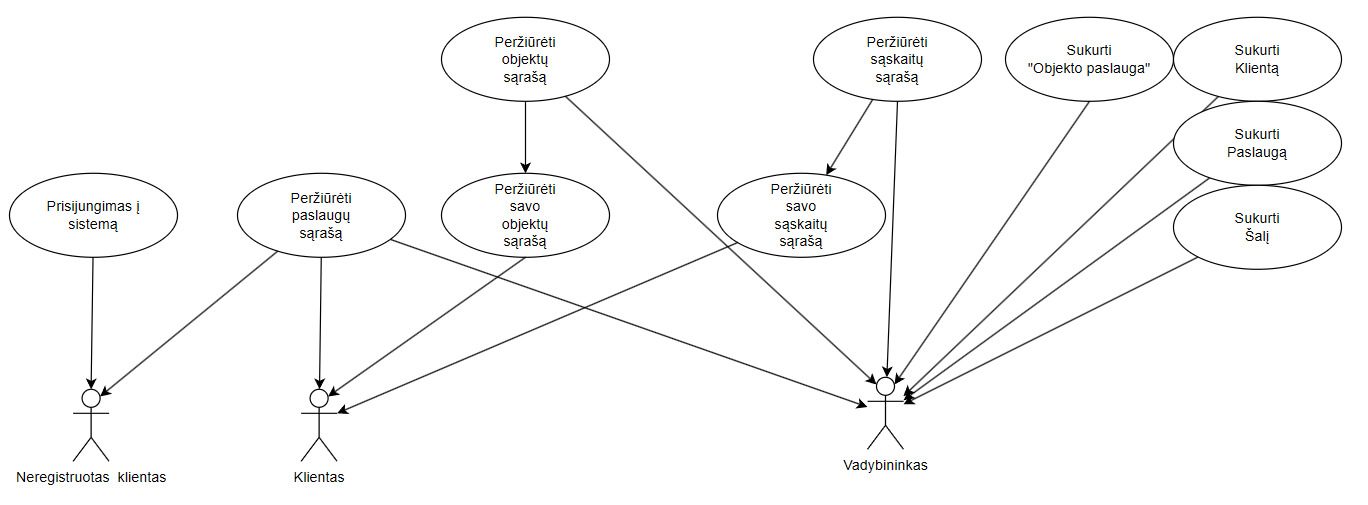 Peržiūrėti
objektų
sąrašą
Peržiūrėti
sąskaitų
sąrašą
Sukurti
"Objekto paslauga"
Sukurti
Klientą
Sukurti
Paslaugą
Prisijungimas į
sistemą
Peržiūrėti
paslaugų
sąrašą
Peržiūrėti
savo
objektų
sąrašą
Peržiūrėti
savo
sąskaitų
sąrašą
Sukurti
Šalį
Neregistruotas klientas
Klientas
Vadybininkas